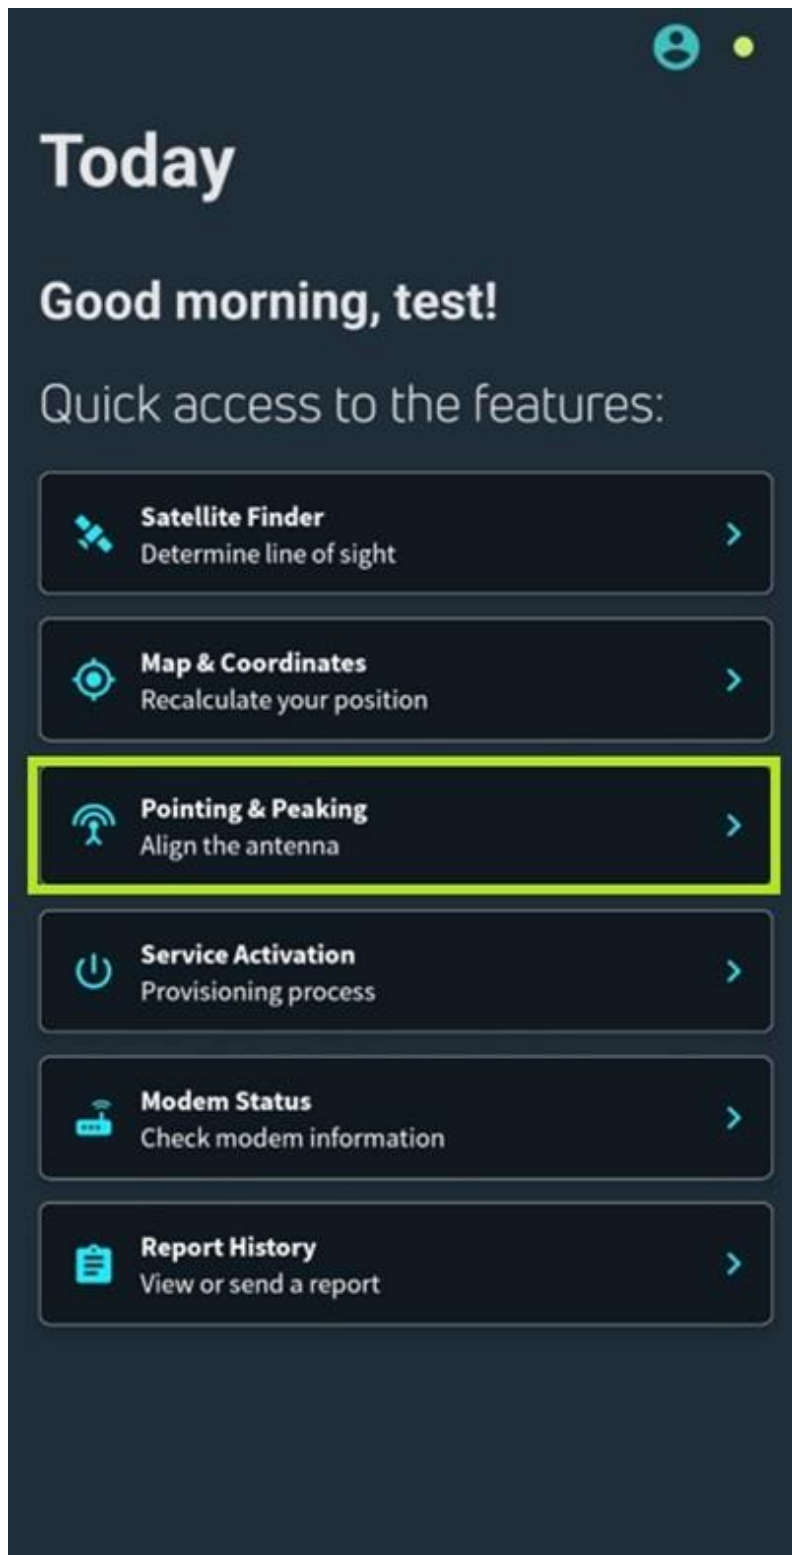 Today
Good morning, test!
Quick access to the features:
Satellite Finder
Determine line of sight
Map & Coordinates
Recalculate your position
Pointing & Peaking
Align the antenna
Service Activation
Provisioning process
Modem Status
Check modem information
Report History
View or send a report